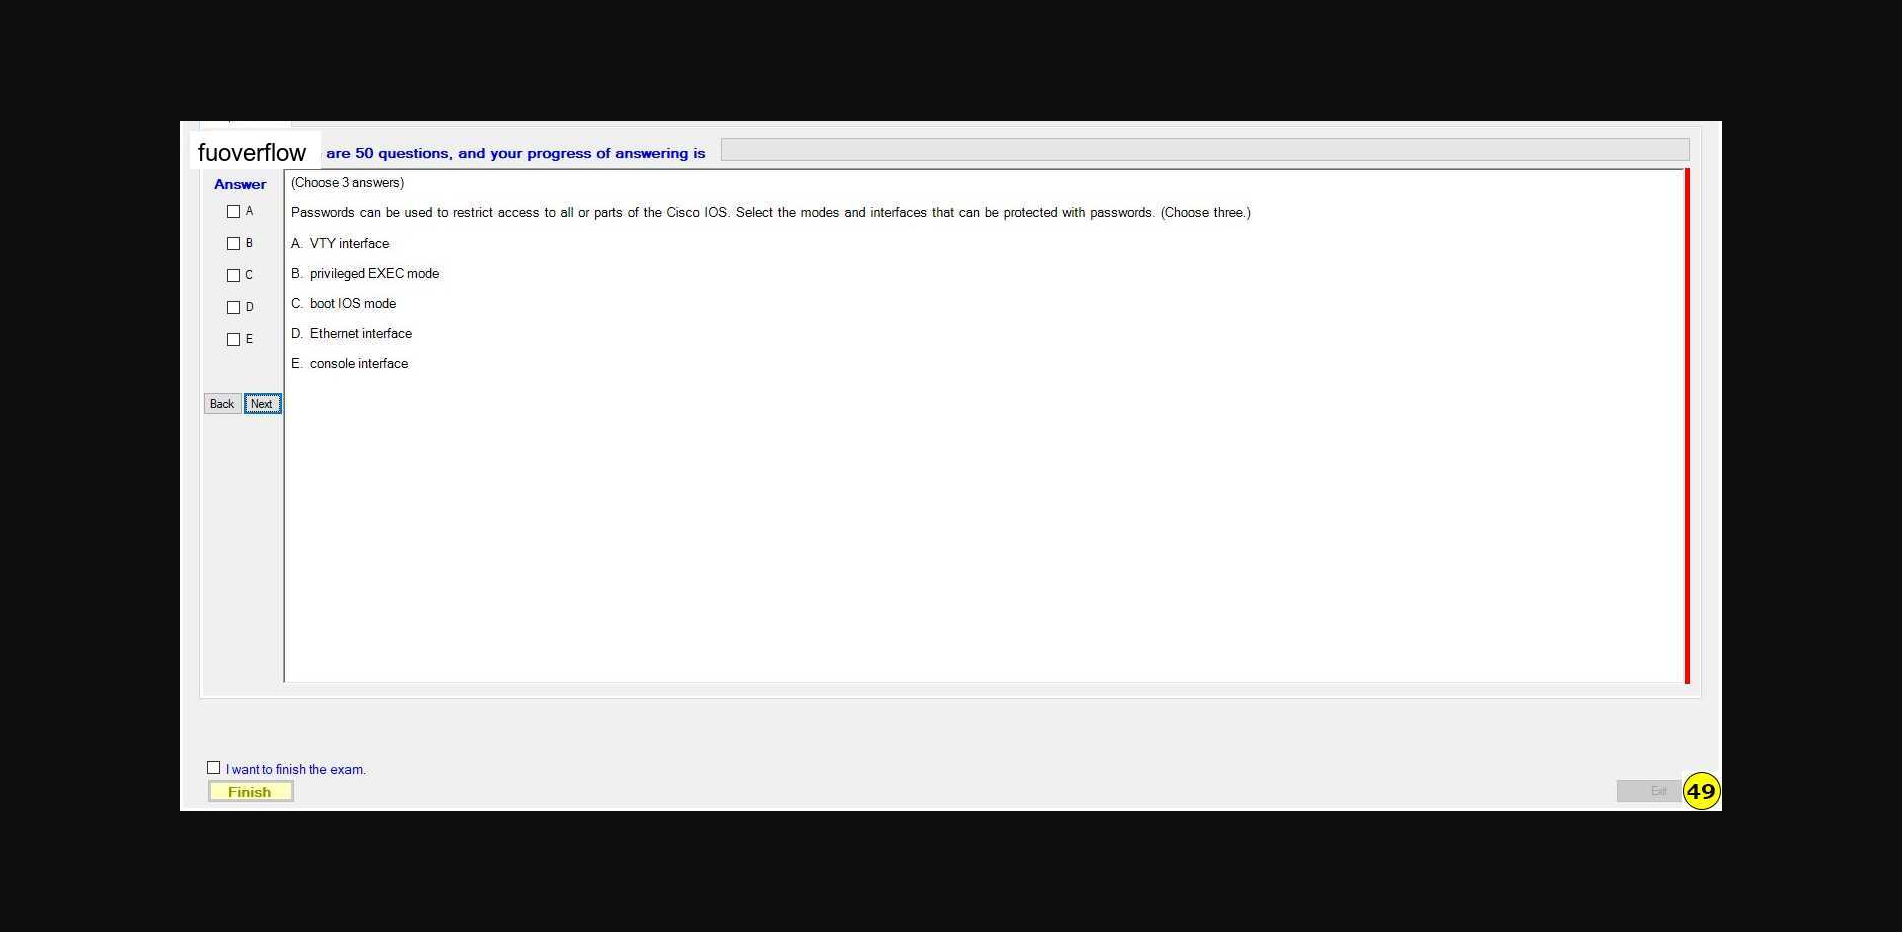 fuoverflow are 50 questions, and your progress of answering is
Answer
(Choose 3 answers)
A
Passwords can be used to restrict access to all or parts of the Cisco IOS. Select the modes and interfaces that can be protected with passwords. (Choose three.)
B
A. VTY interface
C
B. privileged EXEC mode
D
C. boot IOS mode
E
D. Ethernet interface
E. console interface
Back Next
I want to finish the exam.
Finish
Exit
49